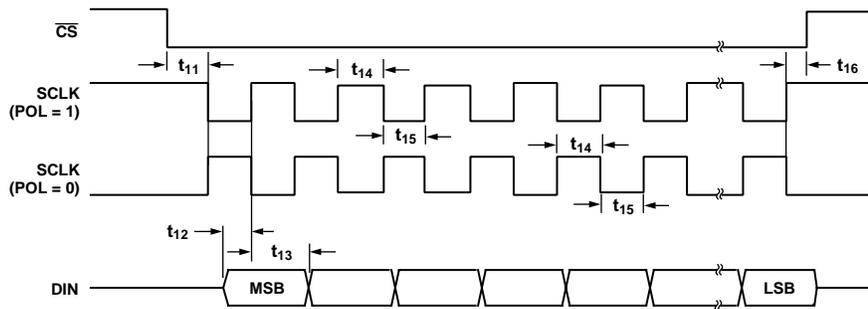 CS
t11
t14
t16
SCLK
(POL = 1)
t15
t14
SCLK
(POL = 0)
t15
t12
t13
DIN
MSB
LSB